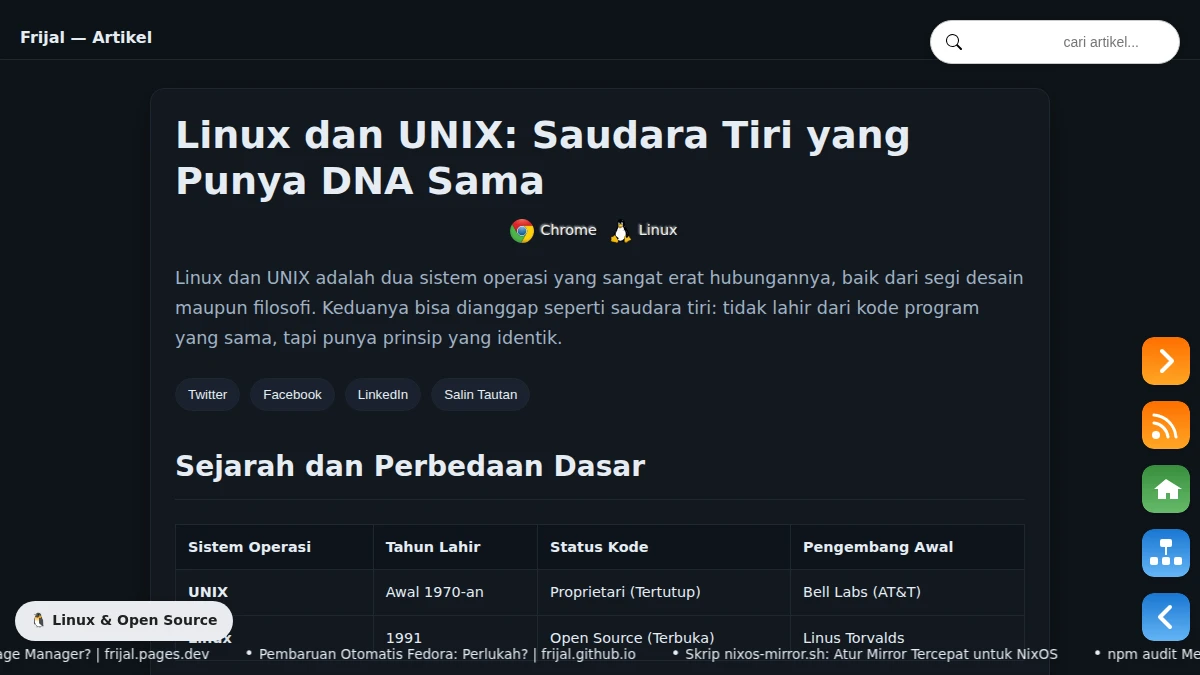 Frijal — Artikel
cari artikel...
Linux dan UNIX: Saudara Tiri yang
Punya DNA Sama
Chrome Linux
Linux dan UNIX adalah dua sistem operasi yang sangat erat hubungannya, baik dari segi desain
maupun filosofi. Keduanya bisa dianggap seperti saudara tiri: tidak lahir dari kode program
yang sama, tapi punya prinsip yang identik.
Twitter Facebook LinkedIn Salin Tautan
Sejarah dan Perbedaan Dasar
Sistem Operasi Tahun Lahir Status Kode Pengembang Awal
UNIX Awal 1970-an Proprietari (Tertutup) Bell Labs (AT&T)
Linux & Open Source
Linux 1991 Open Source (Terbuka) Linus Torvalds
Manager? | frijal.pages.dev • Pembaruan Otomatis Fedora: Perlukah? | frijal.github.io • Skrip nixos-mirror.sh: Atur Mirror Tercepat untuk NixOS • npm audit